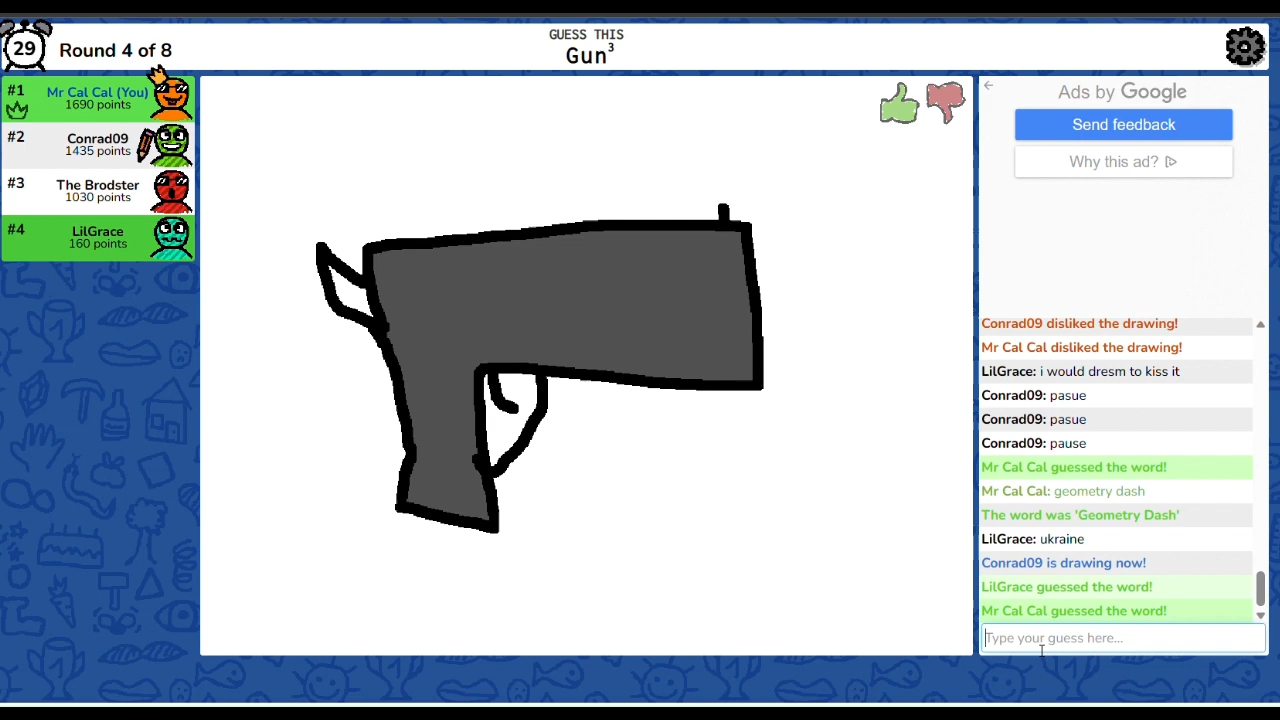 29
Round 4 of 8
GUESS THIS
Gun³
#1
Mr Cal Cal (You)
1690 points
#2
Conrad09
1435 points
#3
The Brodster
1030 points
#4
LilGrace
160 points
Ads by Google
Send feedback
Why this ad?
Conrad09 disliked the drawing!
Mr Cal Cal disliked the drawing!
LilGrace: i would dresm to kiss it
Conrad09: pasue
Conrad09: pasue
Conrad09: pause
Mr Cal Cal guessed the word!
Mr Cal Cal: geometry dash
The word was 'Geometry Dash'
LilGrace: ukraine
Conrad09 is drawing now!
LilGrace guessed the word!
Mr Cal Cal guessed the word!
Type your guess here...